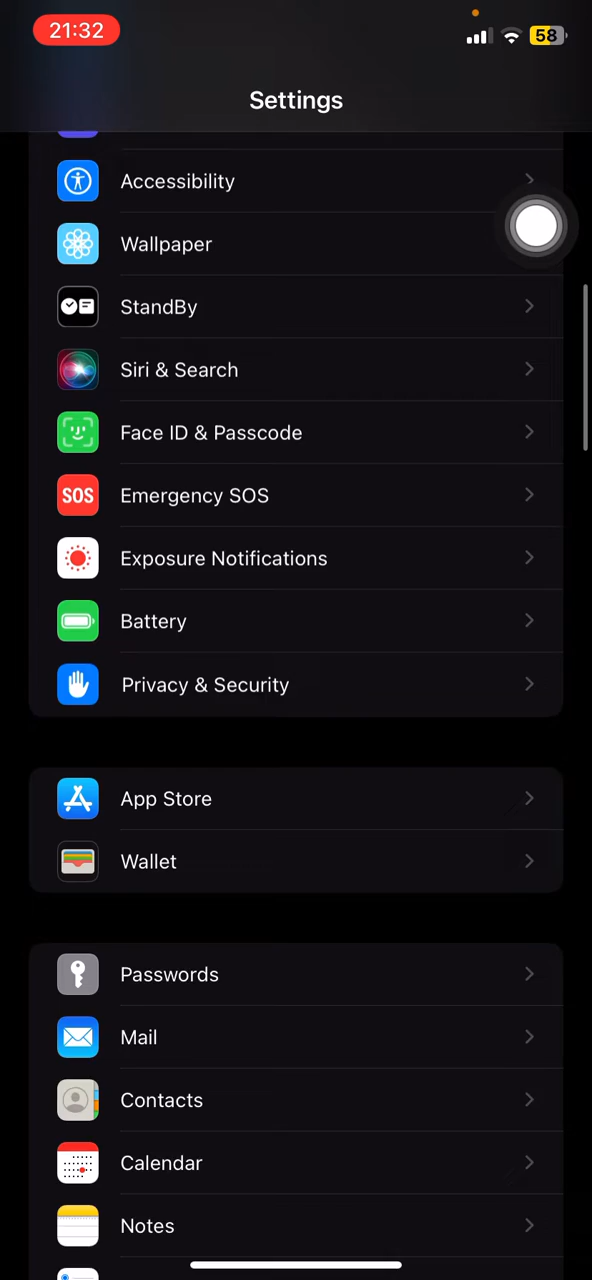 21:32
58
Settings
Accessibility
Wallpaper
StandBy
Siri & Search
Face ID & Passcode
SOS
Emergency SOS
Exposure Notifications
Battery
Privacy & Security
App Store
Wallet
Passwords
Mail
Contacts
Calendar
Notes